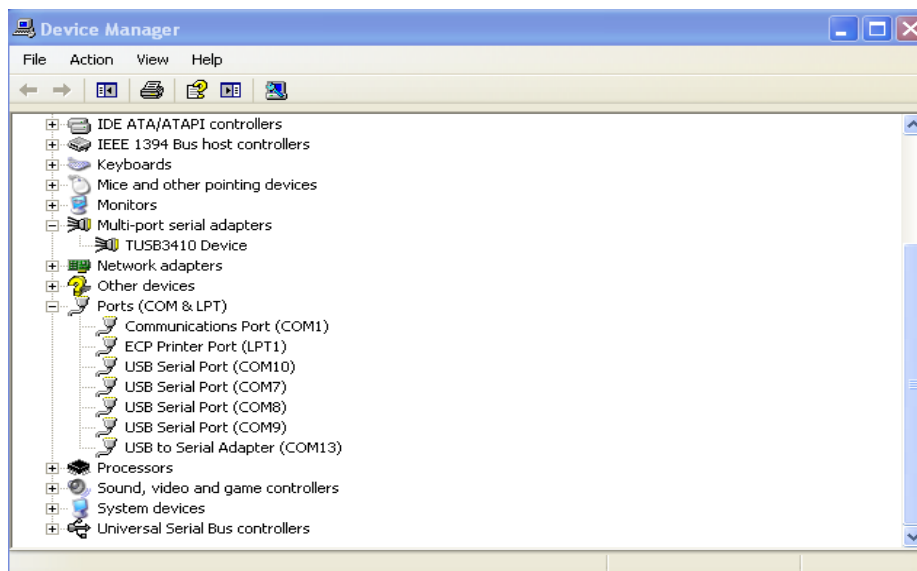 Device Manager
File Action View Help
IDE ATA/ATAPI controllers
IEEE 1394 Bus host controllers
Keyboards
Mice and other pointing devices
Monitors
Multi-port serial adapters
TUSB3410 Device
Network adapters
Other devices
Ports (COM & LPT)
Communications Port (COM1)
ECP Printer Port (LPT1)
USB Serial Port (COM10)
USB Serial Port (COM7)
USB Serial Port (COM8)
USB Serial Port (COM9)
USB to Serial Adapter (COM13)
Processors
Sound, video and game controllers
System devices
Universal Serial Bus controllers